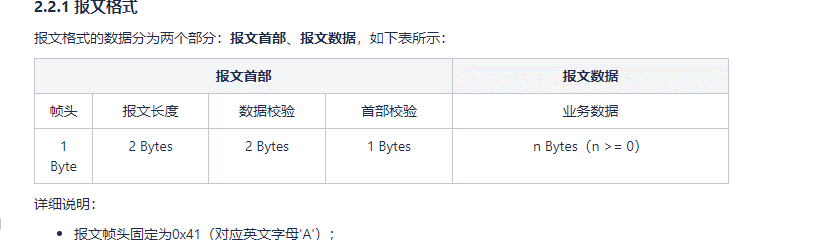 2.2.1 报文格式
报文格式的数据分为两个部分：报文首部、报文数据，如下表所示：
报文首部 报文数据
帧头 报文长度 数据校验 首部校验 业务数据
1 Byte 2 Bytes 2 Bytes 1 Bytes n Bytes（n >= 0）
详细说明：
• 报文帧头固定为0x41（对应英文字母'A'）；